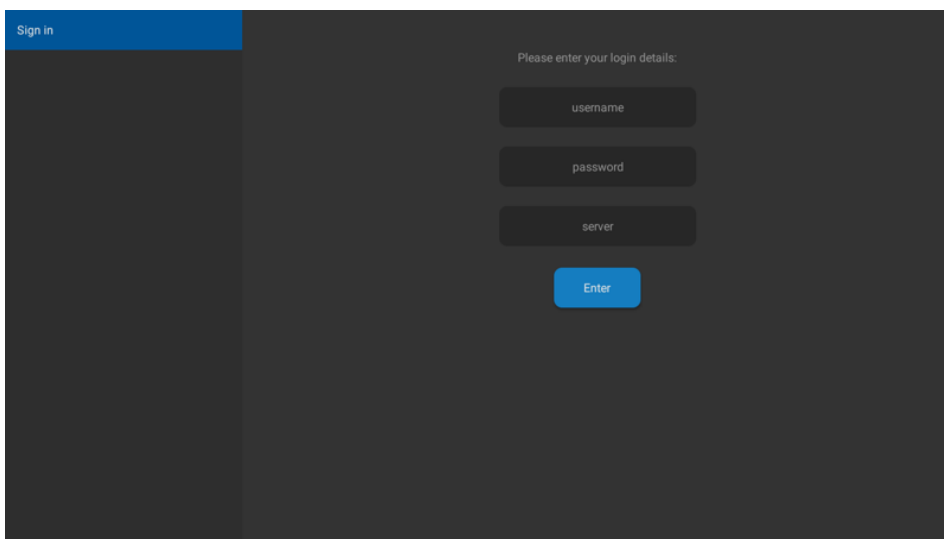 Sign in
Please enter your login details:
username
password
server
Enter